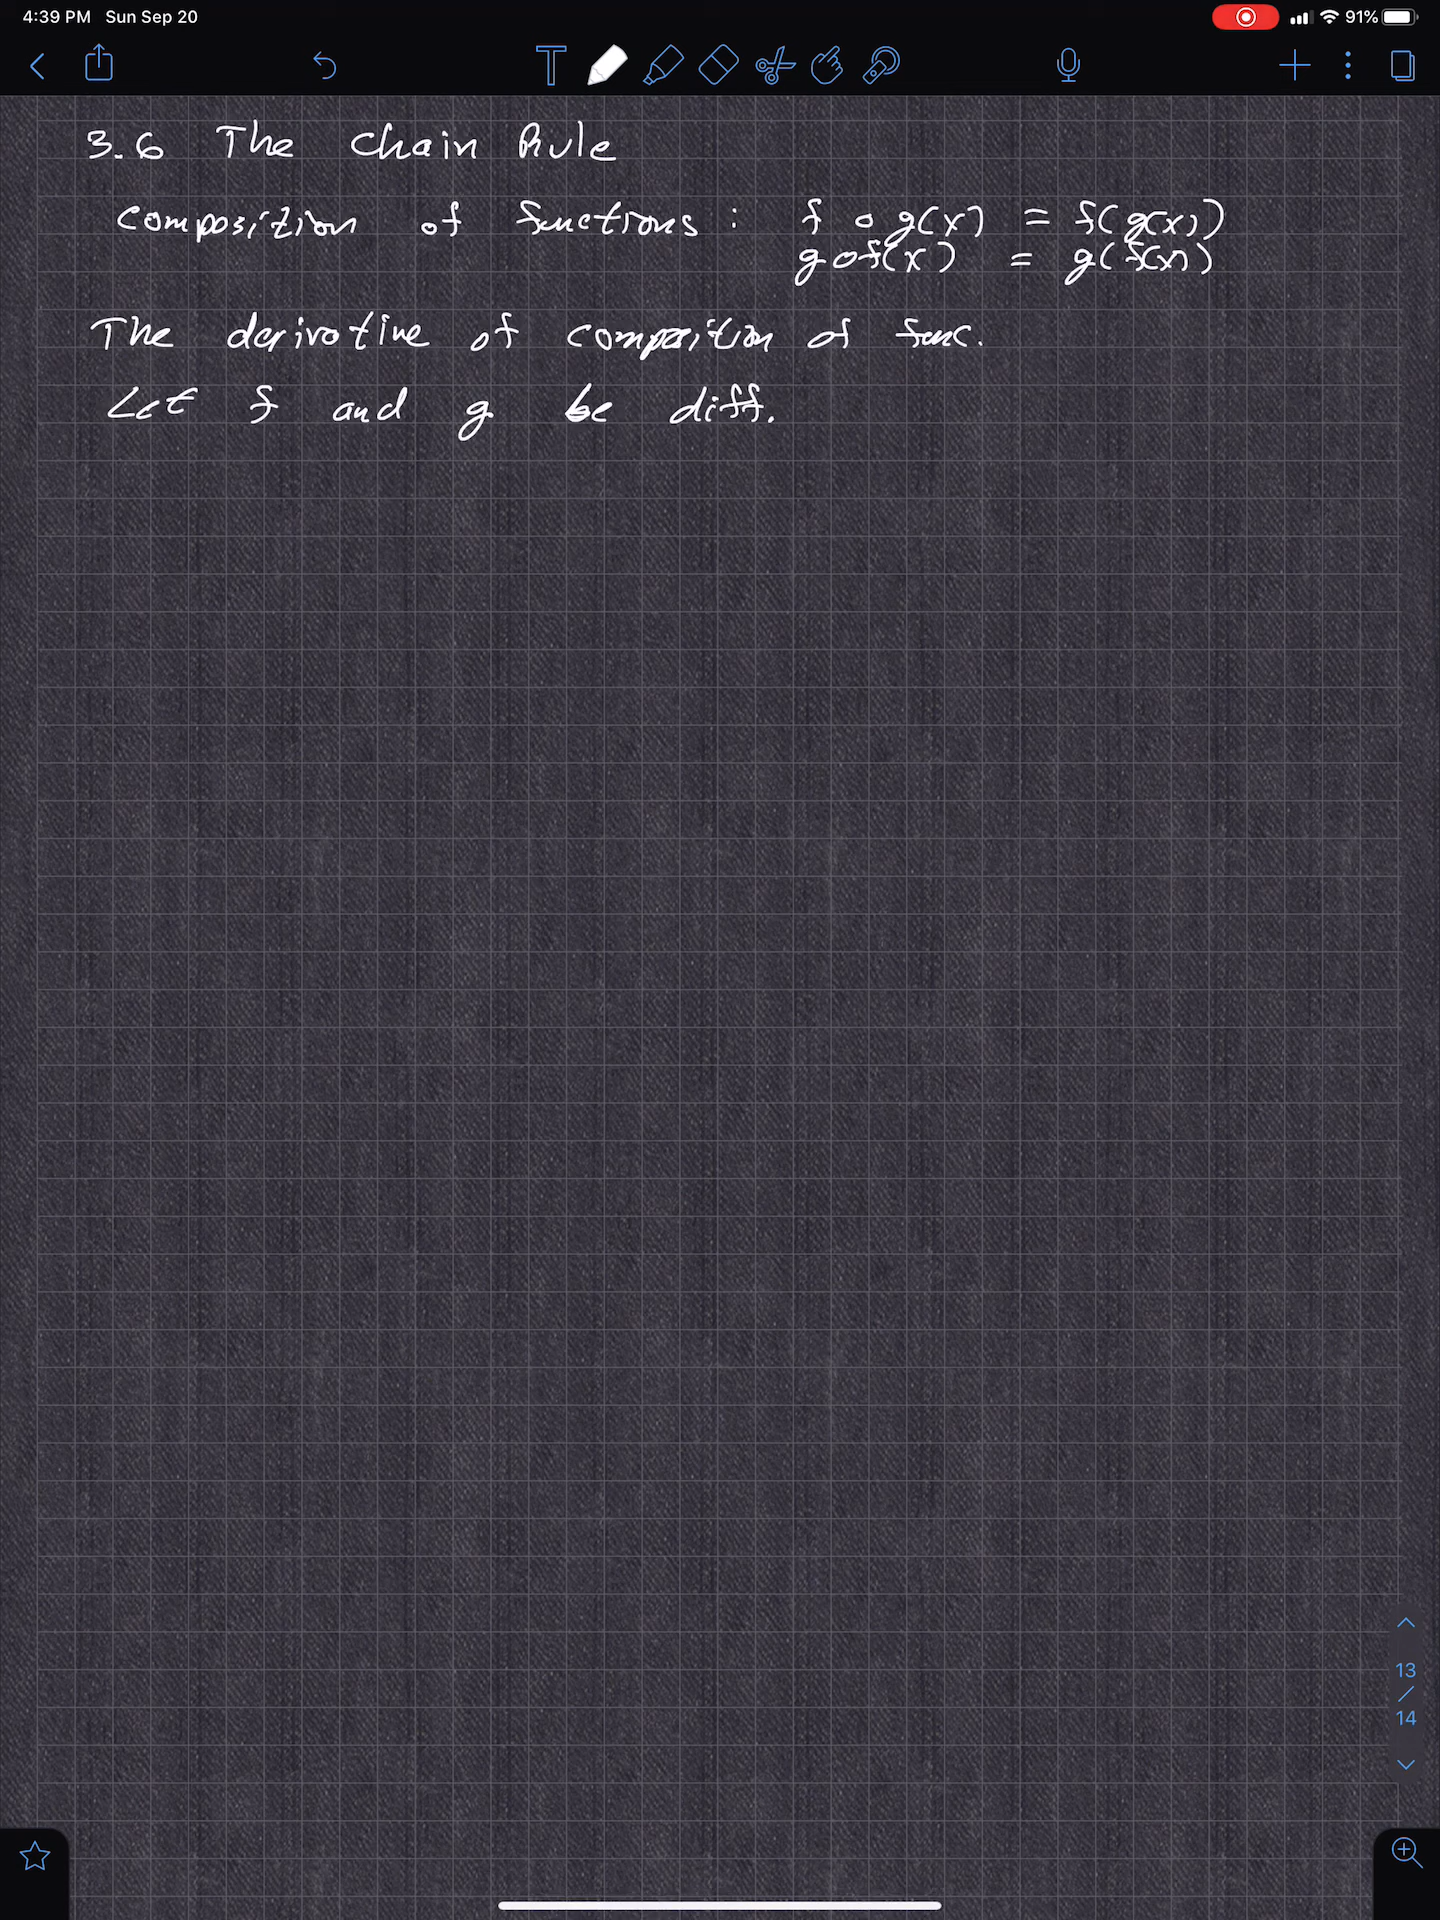 4:39 PM Sun Sep 20 91%
3.6 The Chain Rule
Composition of functions : f o g(x) = f(g(x))
g o f(x) = g(f(x))
The derivative of composition of func.
Let f and g be diff.
13
/
14